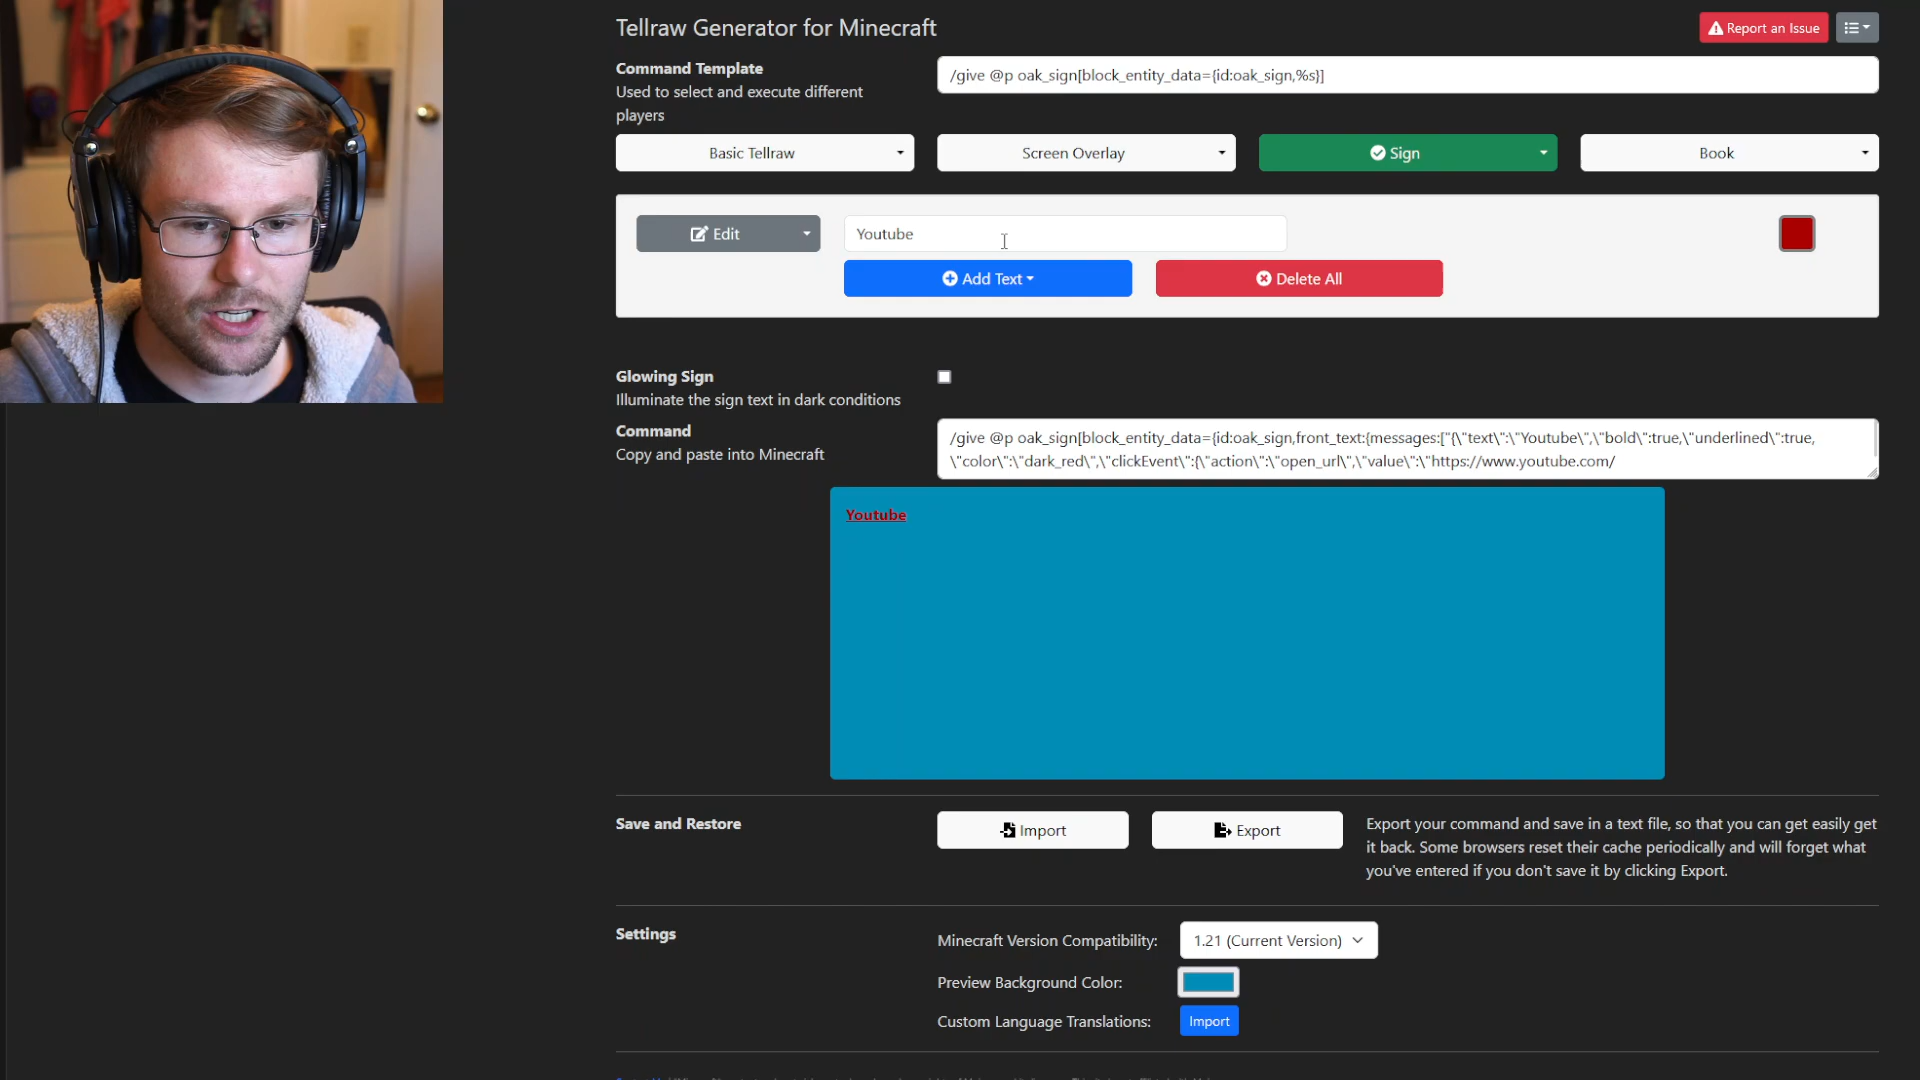 Tellraw Generator for Minecraft
Report an Issue
Command Template
Used to select and execute different
players
/give @p oak_sign[block_entity_data={id:oak_sign,%s}]
Basic Tellraw
Screen Overlay
Sign
Book
Edit
Youtube
Add Text
Delete All
Glowing Sign
Illuminate the sign text in dark conditions
Command
Copy and paste into Minecraft
/give @p oak_sign[block_entity_data={id:oak_sign,front_text:{messages:["{\"text\":\"Youtube\",\"bold\":true,\"underlined\":true,
\"color\":\"dark_red\",\"clickEvent\":{\"action\":\"open_url\",\"value\":\"https://www.youtube.com/
Youtube
Save and Restore
Import
Export
Export your command and save in a text file, so that you can get easily get
it back. Some browsers reset their cache periodically and will forget what
you've entered if you don't save it by clicking Export.
Settings
Minecraft Version Compatibility:
1.21 (Current Version)
Preview Background Color:
Custom Language Translations:
Import